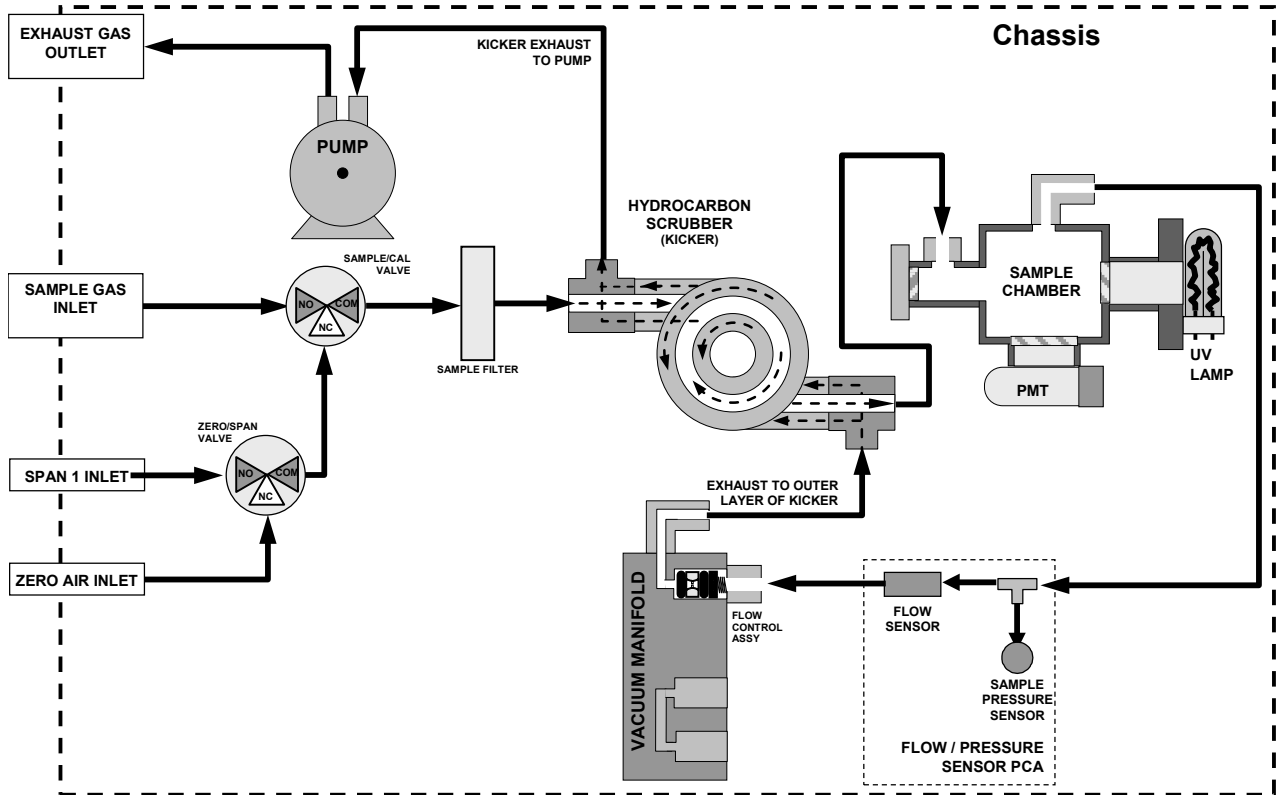 Chassis
EXHAUST GAS
OUTLET
KICKER EXHAUST
TO PUMP
PUMP
HYDROCARBON
SCRUBBER
(KICKER)
SAMPLE/CAL
VALVE
SAMPLE GAS
INLET
NO
COM
NC
SAMPLE FILTER
SAMPLE
CHAMBER
PMT
UV
LAMP
ZERO/SPAN
VALVE
SPAN 1 INLET
NO
COM
NC
ZERO AIR INLET
EXHAUST TO OUTER
LAYER OF KICKER
VACUUM MANIFOLD
FLOW
CONTROL
ASSY
FLOW
SENSOR
SAMPLE
PRESSURE
SENSOR
FLOW / PRESSURE
SENSOR PCA